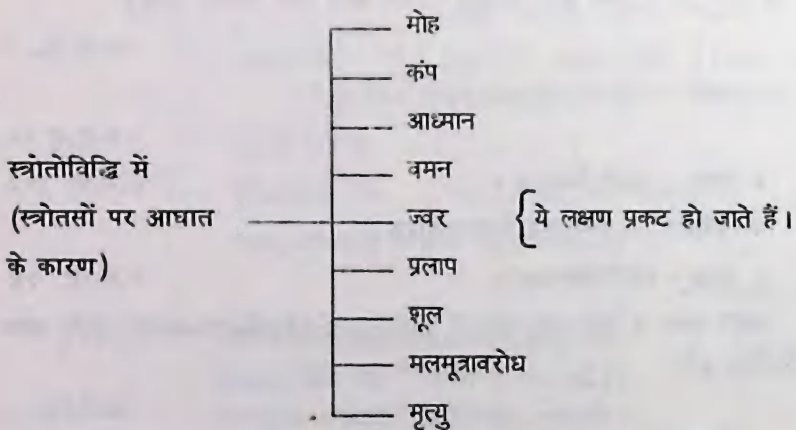 मोह
कंप
आध्मान
स्त्रांतोविद्धि में
वमन
(स्त्रोतसों पर आघात
ज्वर
{ ये लक्षण प्रकट हो जाते हैं।
के कारण)
प्रलाप
शूल
मलमूत्रावरोध
मृत्यु